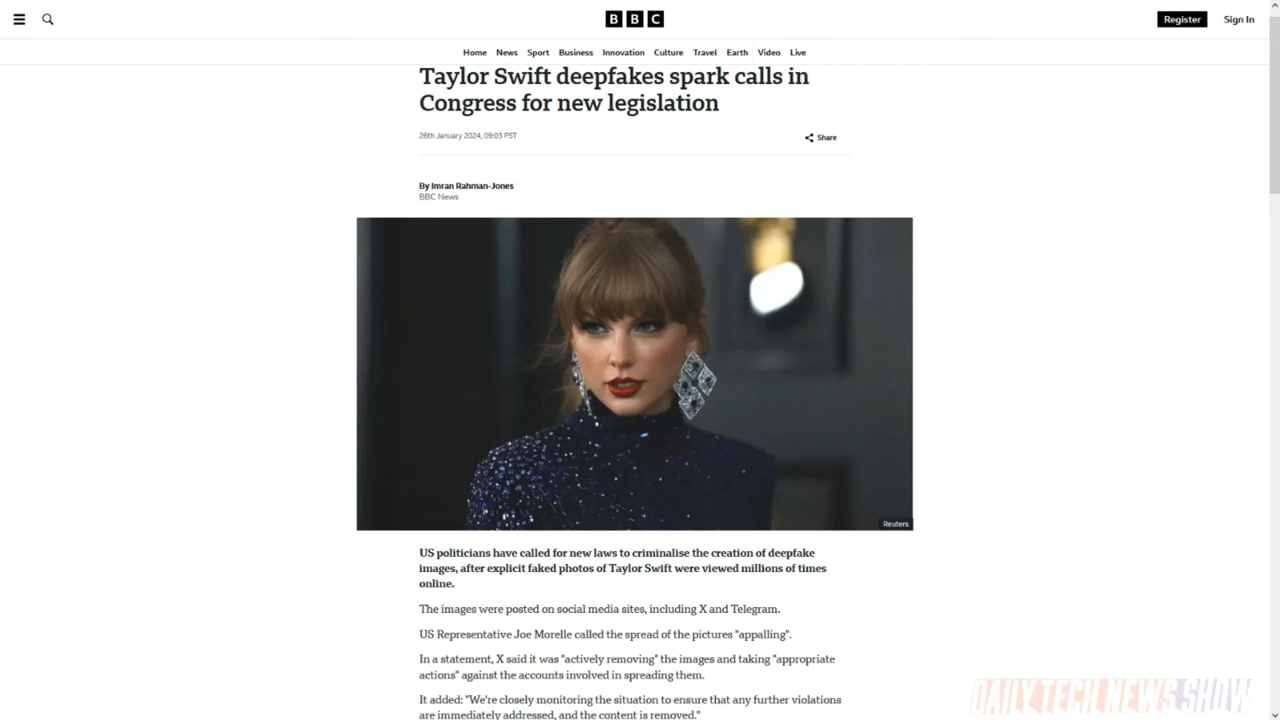 BBC
Register
Sign In
Home News Sport Business Innovation Culture Travel Earth Video Live
Taylor Swift deepfakes spark calls in
Congress for new legislation
26th January 2024, 09:03 PST
Share
By Imran Rahman-Jones
BBC News
Reuters
US politicians have called for new laws to criminalise the creation of deepfake
images, after explicit faked photos of Taylor Swift were viewed millions of times
online.
The images were posted on social media sites, including X and Telegram.
US Representative Joe Morelle called the spread of the pictures "appalling".
In a statement, X said it was "actively removing" the images and taking "appropriate
actions" against the accounts involved in spreading them.
It added: "We're closely monitoring the situation to ensure that any further violations
are immediately addressed, and the content is removed."
DAILY TECH NEWS SHOW